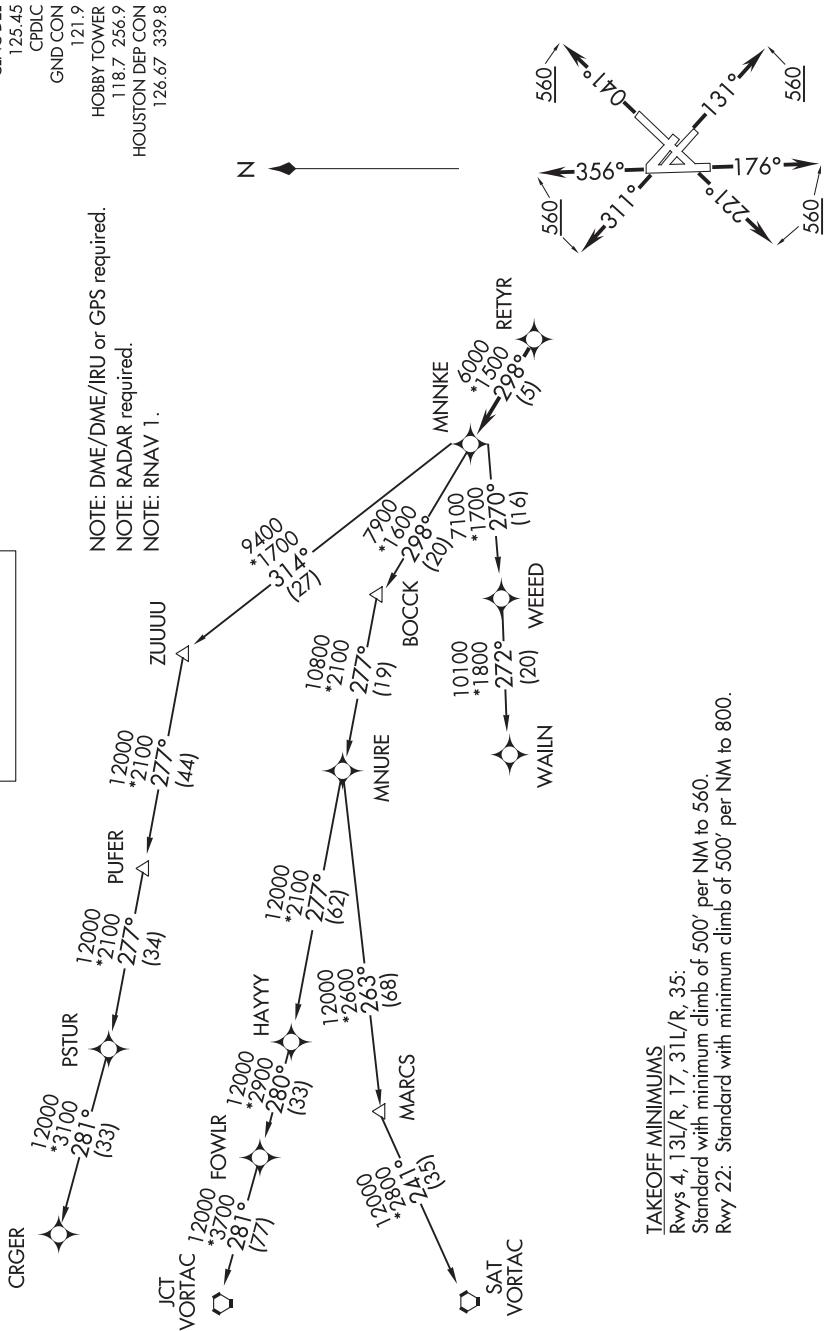 125.45
CPDLC
GND CON
121.9
HOBBY TOWER
118.7 256.9
HOUSTON DEP CON
126.67 339.8
NOTE: DME/DME/IRU or GPS required.
NOTE: RADAR required.
NOTE: RNAV 1.
N
560
041°
560
131°
356°
176°
560
311°
221°
560
RETYR
6000
*1500
298°
(5)
MNNKE
9400
*1700
314°
(27)
7900
*1600
298°
(20)
7100
*1700
270°
(16)
ZUUUU
BOCCK
WEEED
12000
*2100
277°
(44)
10800
*2100
277°
(19)
10100
*1800
272°
(20)
PUFER
MNURE
WAILN
12000
*2100
277°
(34)
12000
*2100
277°
(62)
12000
*2600
263°
(68)
PSTUR
HAYYY
MARCS
12000
*3100
281°
(33)
12000
*2900
280°
(33)
12000
*2800
241°
(35)
CRGER
FOWLR
12000
*3700
281°
(77)
JCT
VORTAC
SAT
VORTAC
TAKEOFF MINIMUMS
Rwys 4, 13L/R, 17, 31L/R, 35:
Standard with minimum climb of 500' per NM to 560.
Rwy 22: Standard with minimum climb of 500' per NM to 800.